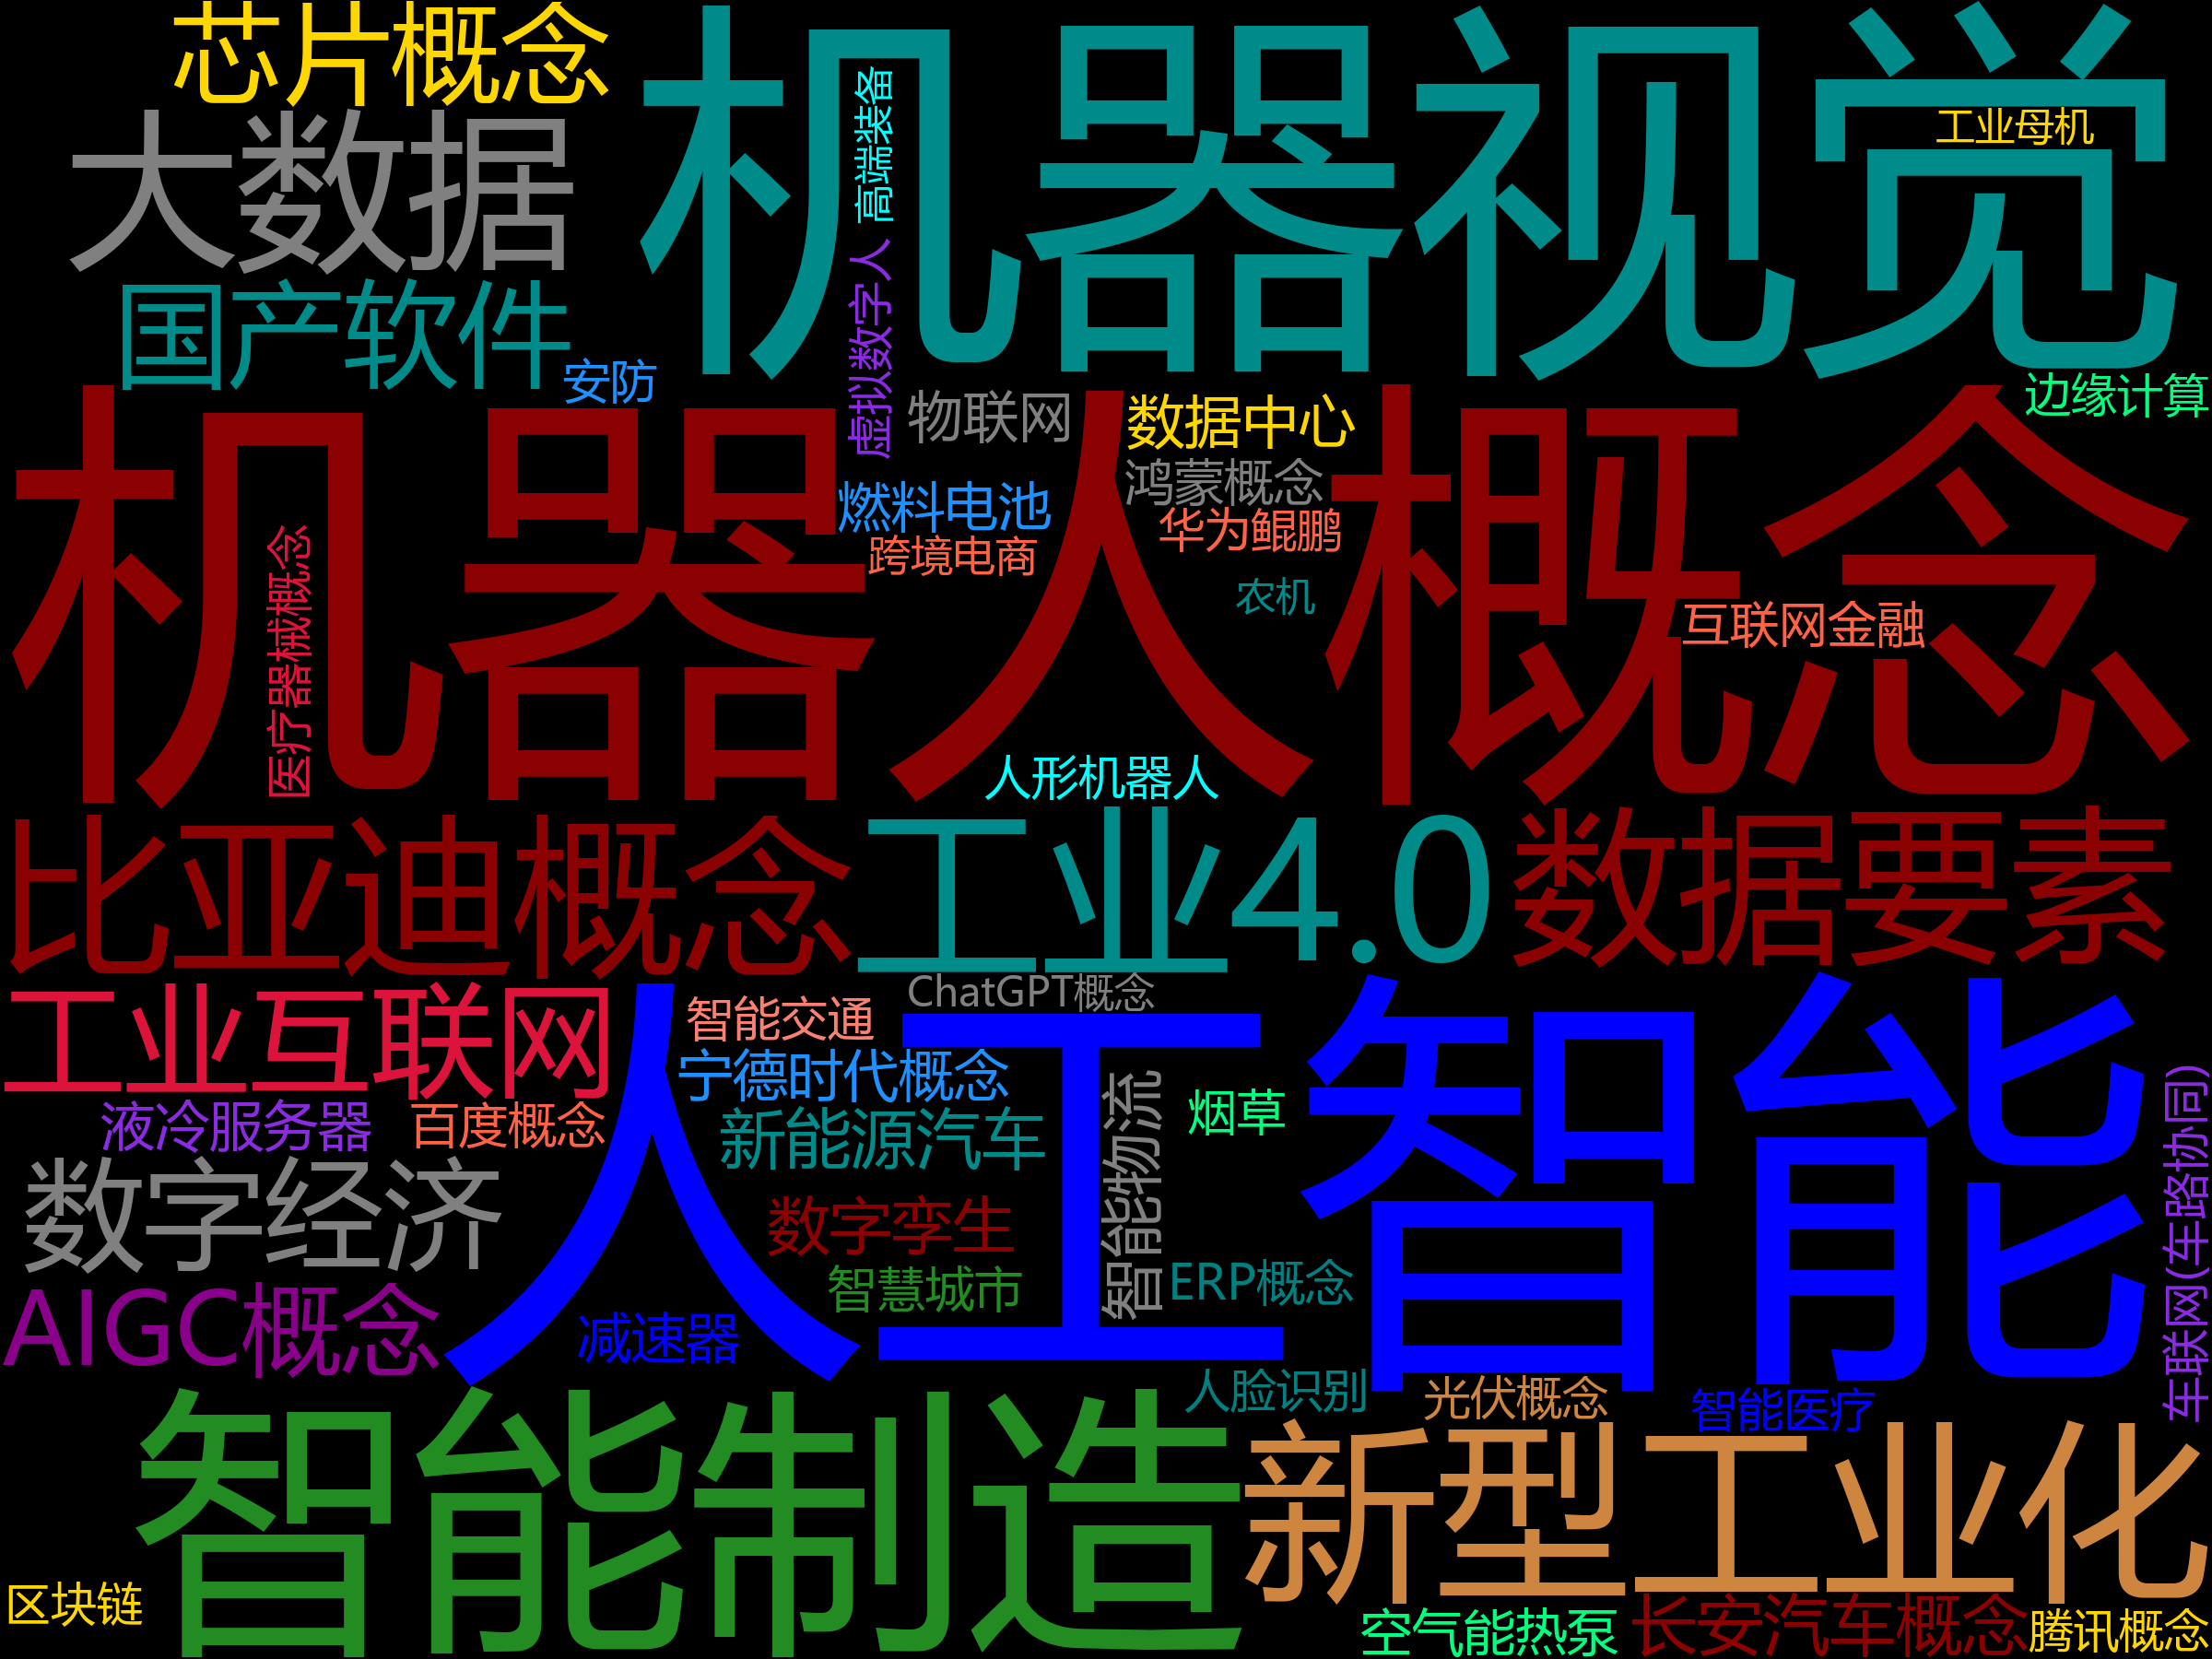 芯片概念
机器视觉
大数据
高端装备
工业母机
国产软件
虚拟数字人
安防
物联网
数据中心
边缘计算
鸿蒙概念
燃料电池
华为鲲鹏
跨境电商
机器人概念
农机
互联网金融
医疗器械概念
人形机器人
比亚迪概念
工业4.0
数据要素
ChatGPT概念
工业互联网
人工智能
智能交通
宁德时代概念
智能物流
车联网(车路协同)
液冷服务器
百度概念
新能源汽车
烟草
数字经济
数字孪生
智慧城市
ERP概念
AIGC概念
减速器
人脸识别
光伏概念
智能医疗
智能制造
新型工业化
区块链
空气能热泵
长安汽车概念
腾讯概念